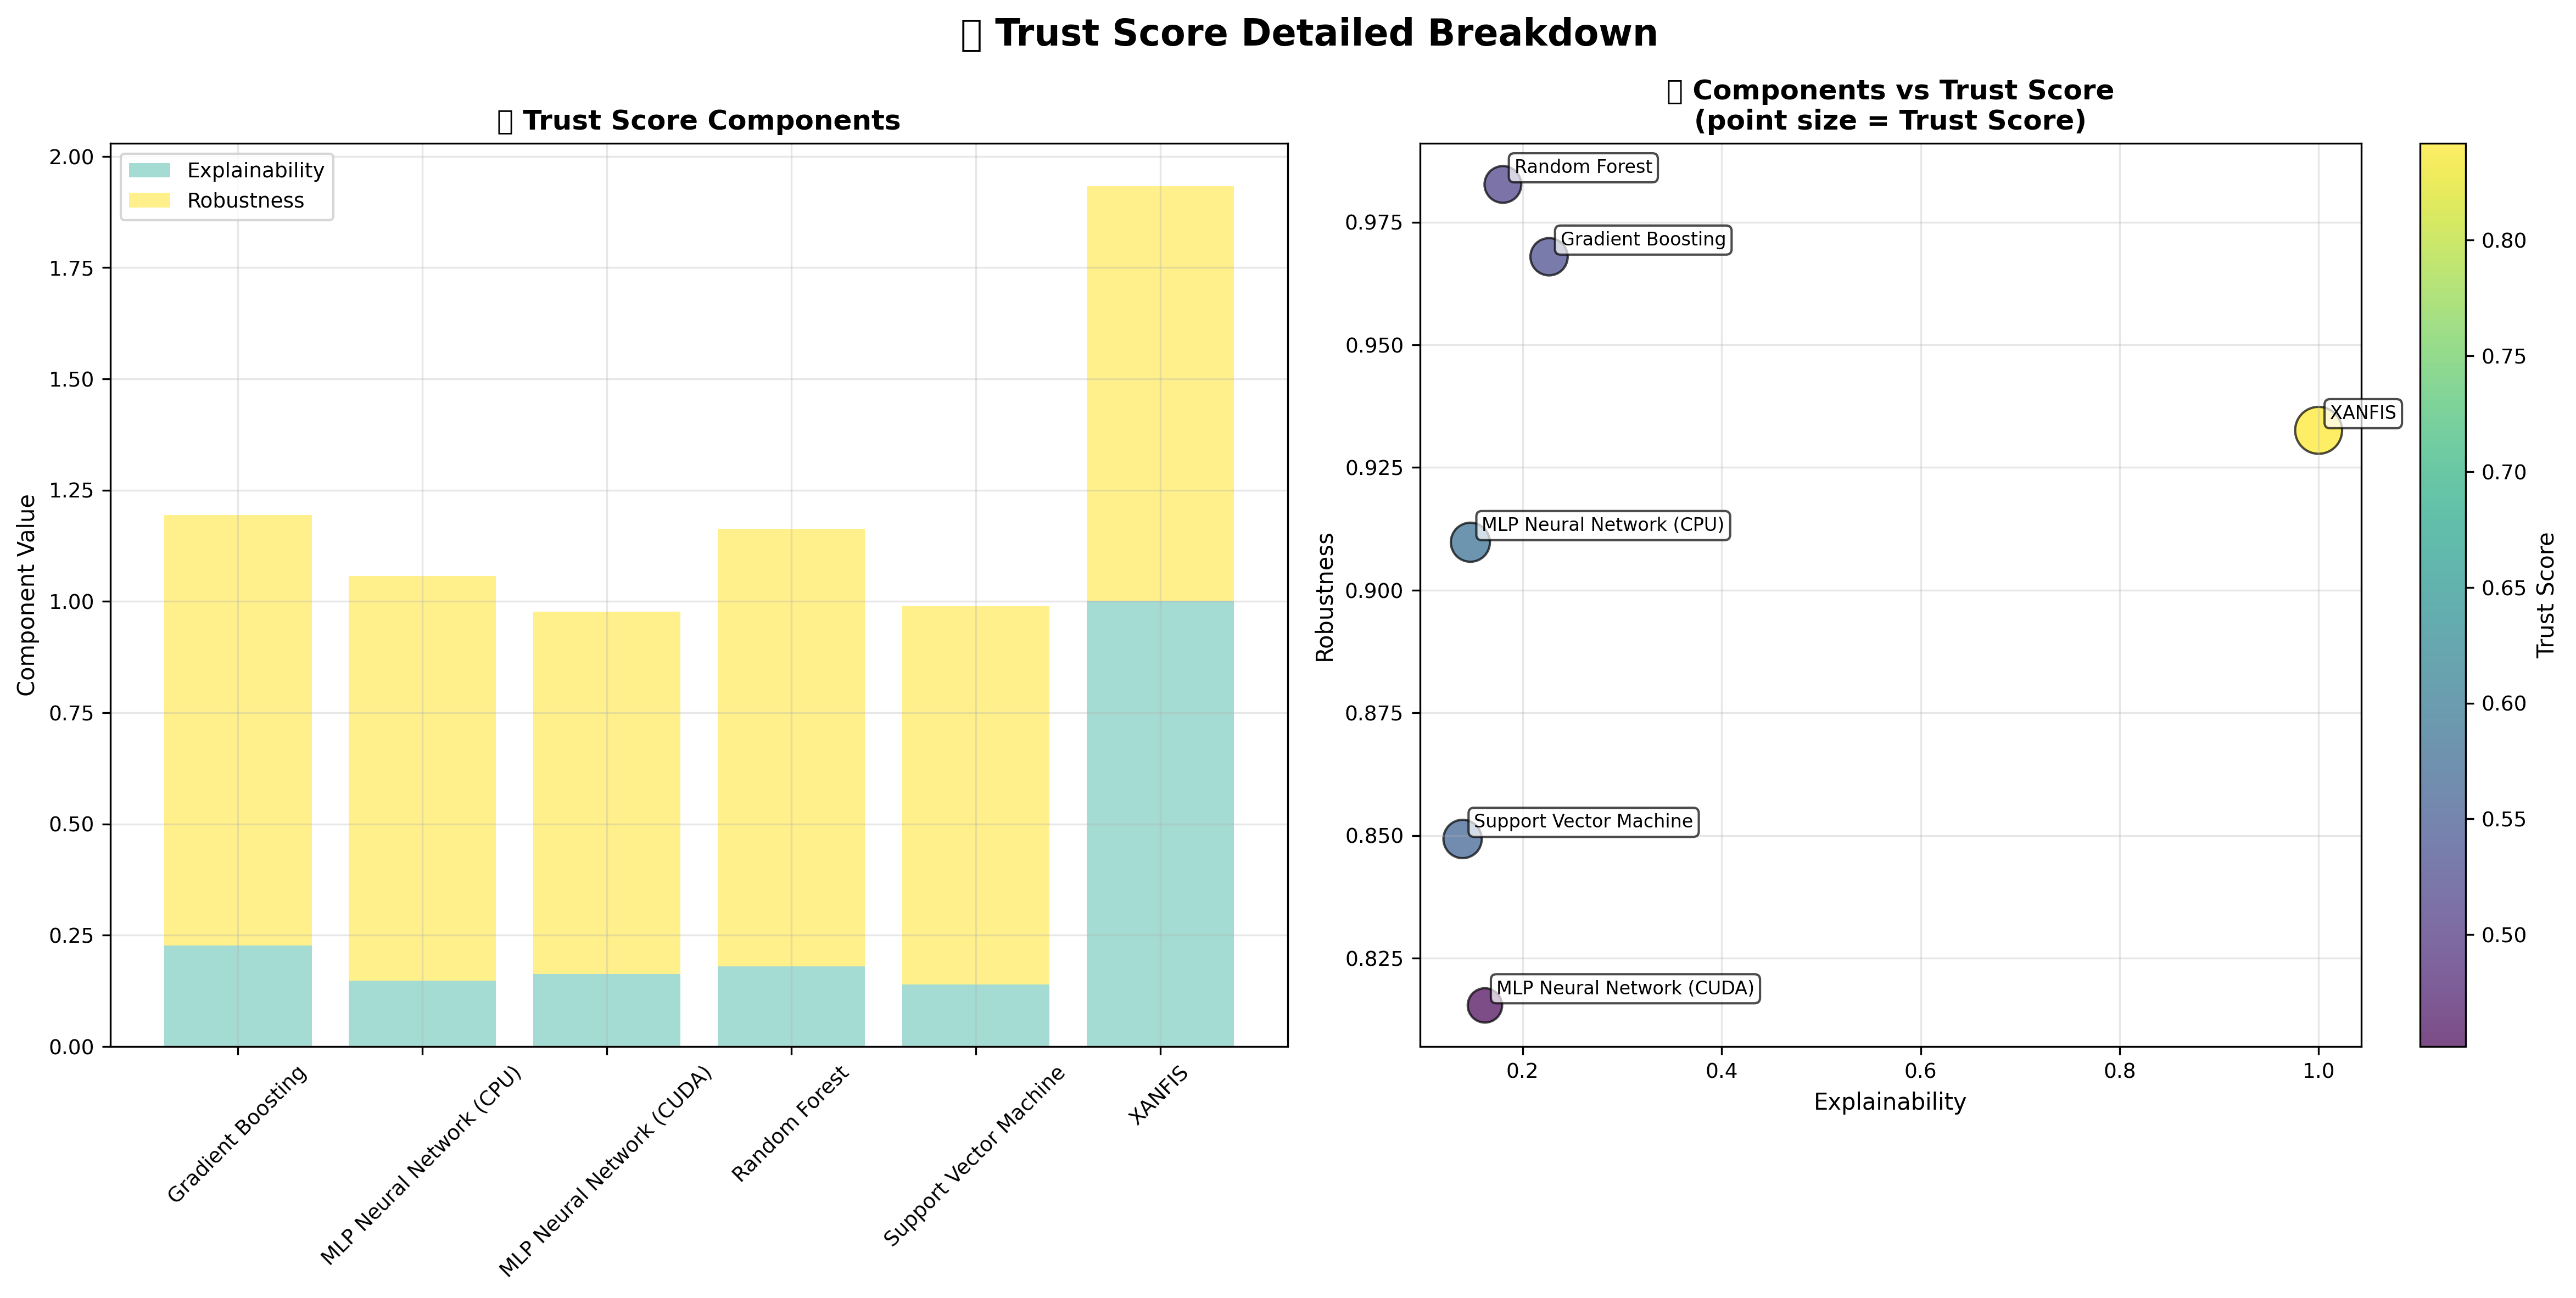 ▯ Trust Score Detailed Breakdown
▯ Trust Score Components
Explainability
Robustness
2.00
1.75
1.50
1.25
1.00
0.75
0.50
0.25
0.00
Component Value
Gradient Boosting
MLP Neural Network (CPU)
MLP Neural Network (CUDA)
Random Forest
Support Vector Machine
XANFIS
▯ Components vs Trust Score
(point size = Trust Score)
Random Forest
Gradient Boosting
XANFIS
MLP Neural Network (CPU)
Support Vector Machine
MLP Neural Network (CUDA)
0.975
0.950
0.925
0.900
0.875
0.850
0.825
Robustness
0.2
0.4
0.6
0.8
1.0
Explainability
0.80
0.75
0.70
0.65
0.60
0.55
0.50
Trust Score